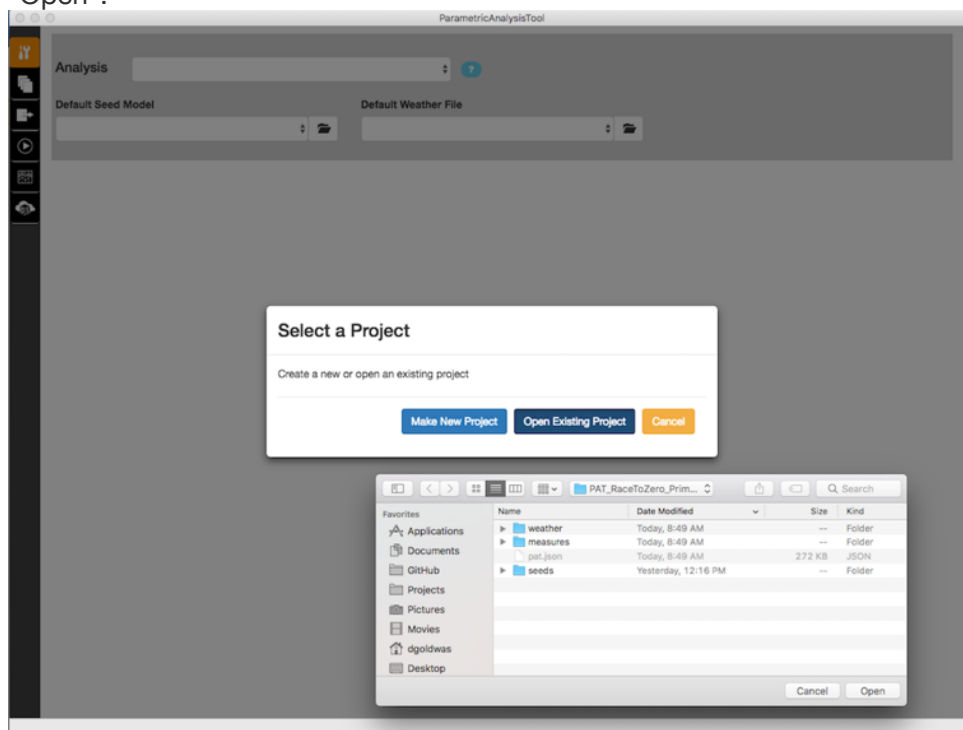 "Open".
ParametricAnalysisTool
Analysis
?
Default Seed Model Default Weather File
Select a Project
Create a new or open an existing project
Make New Project Open Existing Project Cancel
PAT_RaceToZero_Prim... Search
Favorites Name Date Modified Size Kind
Applications weather Today, 8:49 AM -- Folder
Documents measures Today, 8:49 AM -- Folder
pat.json Today, 8:49 AM 272 KB JSON
GitHub seeds Yesterday, 12:16 PM -- Folder
Projects
Pictures
Movies
dgoldwas
Desktop
Cancel Open